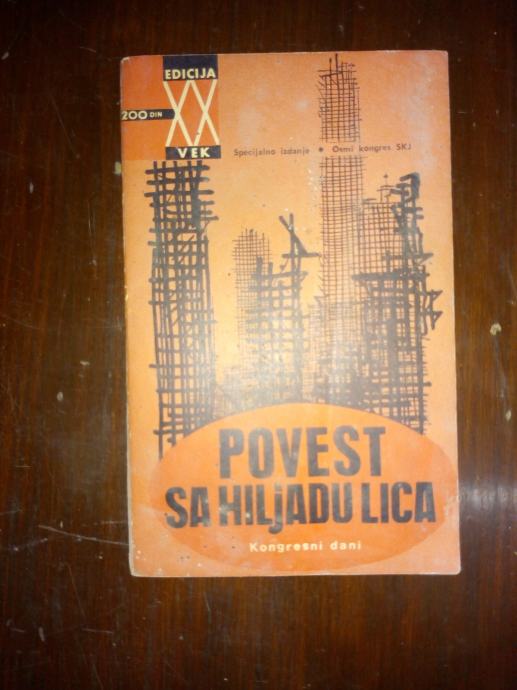 EDICIJA
XX
200 DIN
VEK
Specijalno izdanje • Osmi kongres SKJ
POVEST
SA HILjADU LICA
Kongresni dani